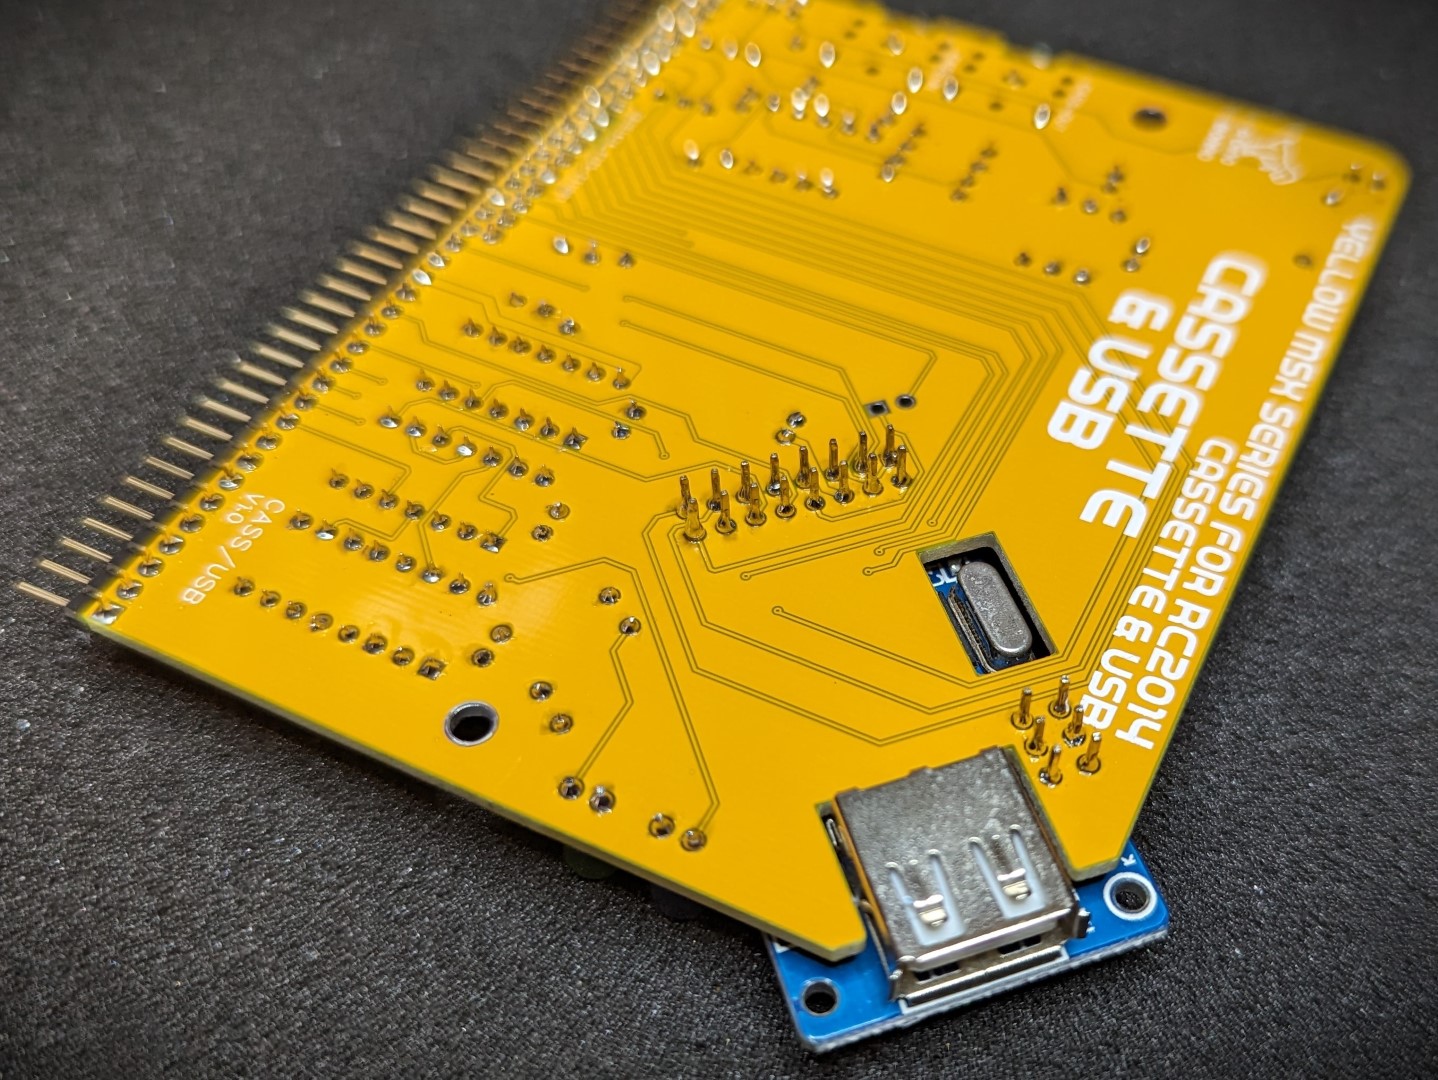 YELLOW MSX SERIES FOR RC2014
CASSETTE & USB
CASSETTE
& USB
CASS/USB
V1.0